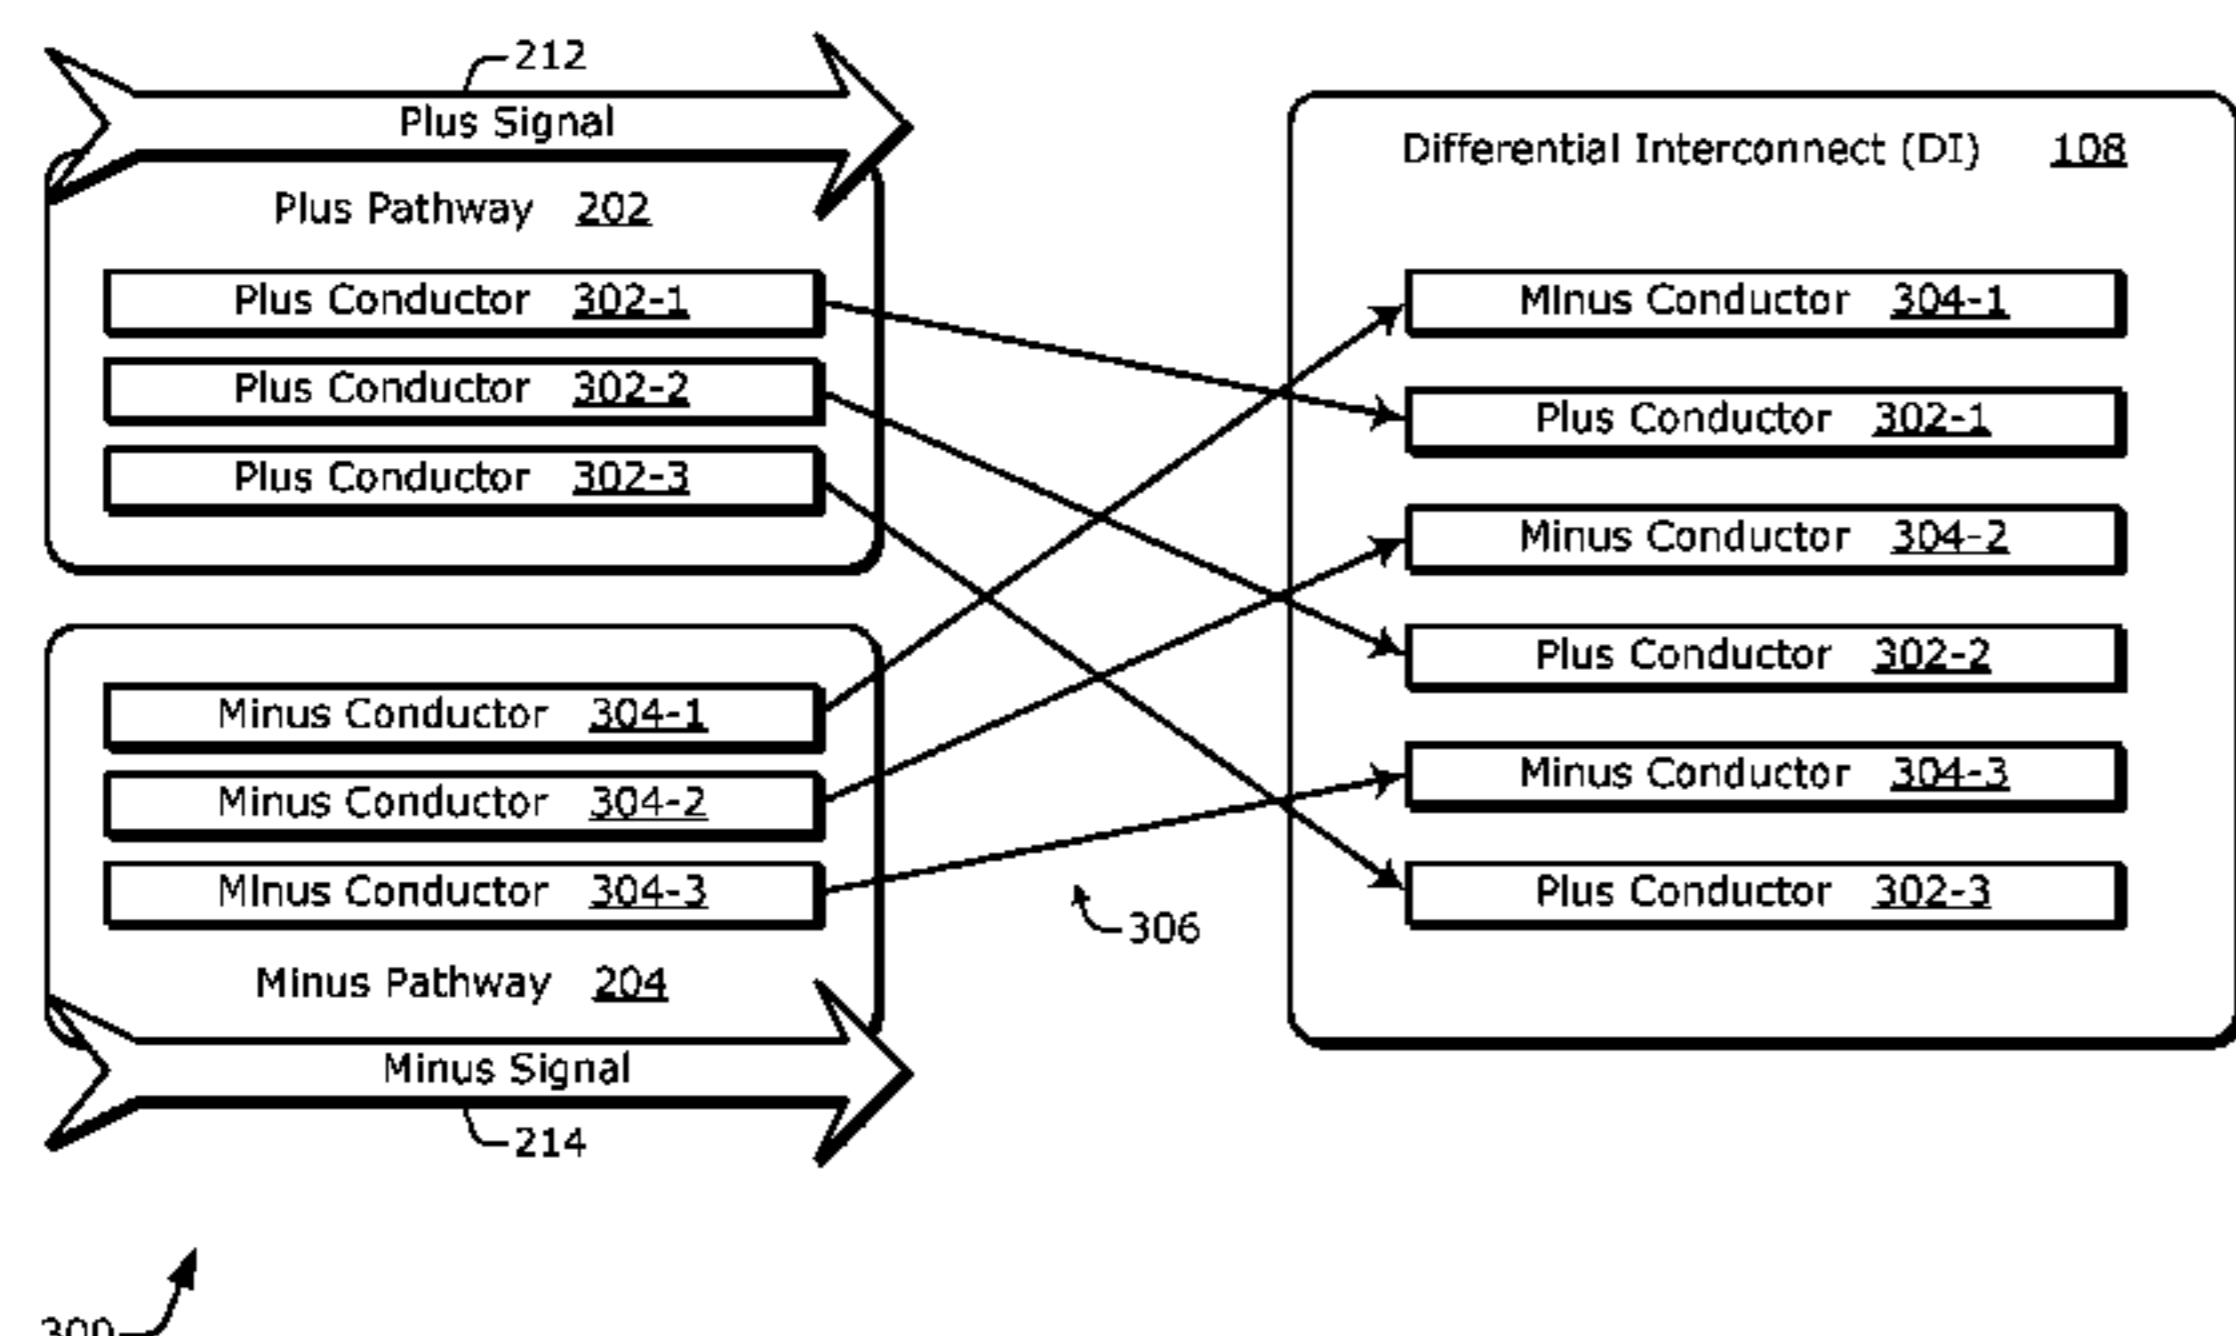 212
Plus Signal
Plus Pathway 202
Plus Conductor 302-1
Plus Conductor 302-2
Plus Conductor 302-3
Minus Conductor 304-1
Minus Conductor 304-2
Minus Conductor 304-3
Minus Pathway 204
Minus Signal
214
306
Differential Interconnect (DI) 108
Minus Conductor 304-1
Plus Conductor 302-1
Minus Conductor 304-2
Plus Conductor 302-2
Minus Conductor 304-3
Plus Conductor 302-3
300